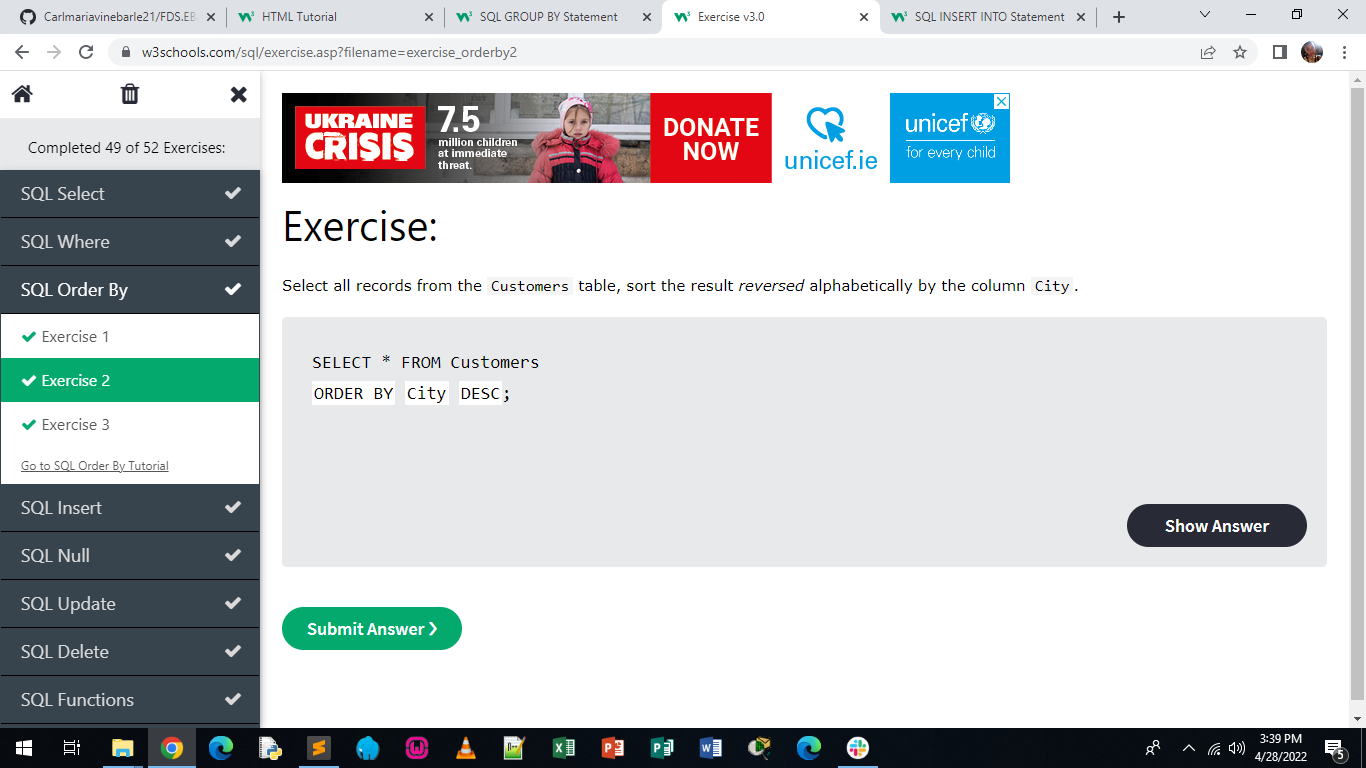 Carlmariavinebarle21/FDS.EB
HTML Tutorial
SQL GROUP BY Statement
Exercise v3.0
SQL INSERT INTO Statement
w3schools.com/sql/exercise.asp?filename=exercise_orderby2
Completed 49 of 52 Exercises:
SQL Select
SQL Where
SQL Order By
Exercise 1
Exercise 2
Exercise 3
Go to SQL Order By Tutorial
SQL Insert
SQL Null
SQL Update
SQL Delete
SQL Functions
UKRAINE
CRISIS
7.5
million children
at immediate
threat.
DONATE
NOW
unicef.ie
unicef
for every child
Exercise:
Select all records from the Customers table, sort the result reversed alphabetically by the column City.
SELECT * FROM Customers
ORDER BY City DESC;
Show Answer
Submit Answer ❯
3:39 PM
4/28/2022
5